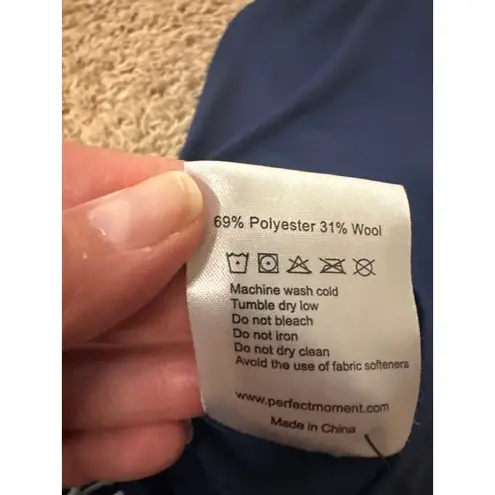 69% Polyester 31% Wool
Machine wash cold
Tumble dry low
Do not bleach
Do not iron
Do not dry clean
Avoid the use of fabric softeners
www.perfectmoment.com
Made in China